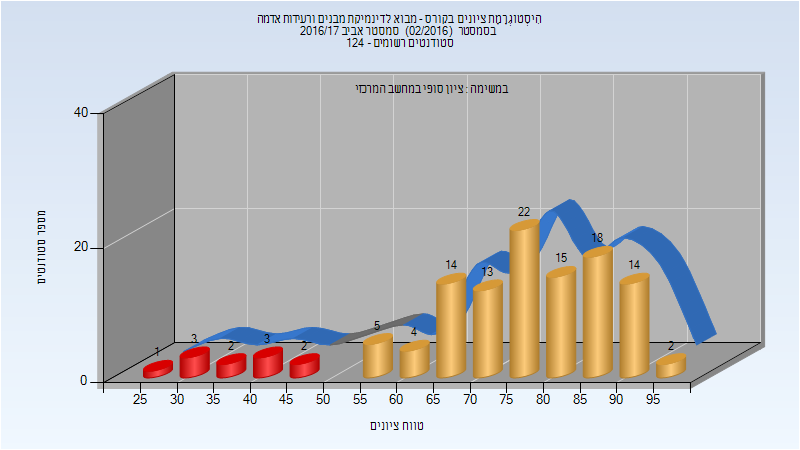 הִיסְטוֹגְרָמַת ציונים בקורס - מבוא לדינמיקת מבנים ורעידות אדמה
בסמסטר (02/2016) סמסטר אביב 2016/17
סטודנטים רשומים - 124
במשימה : ציון סופי במחשב המרכזי
מספר סטודנטים
40
20
0
1
3
2
3
2
5
4
14
13
22
15
18
14
2
25 30 35 40 45 50 55 60 65 70 75 80 85 90 95
טווח ציונים